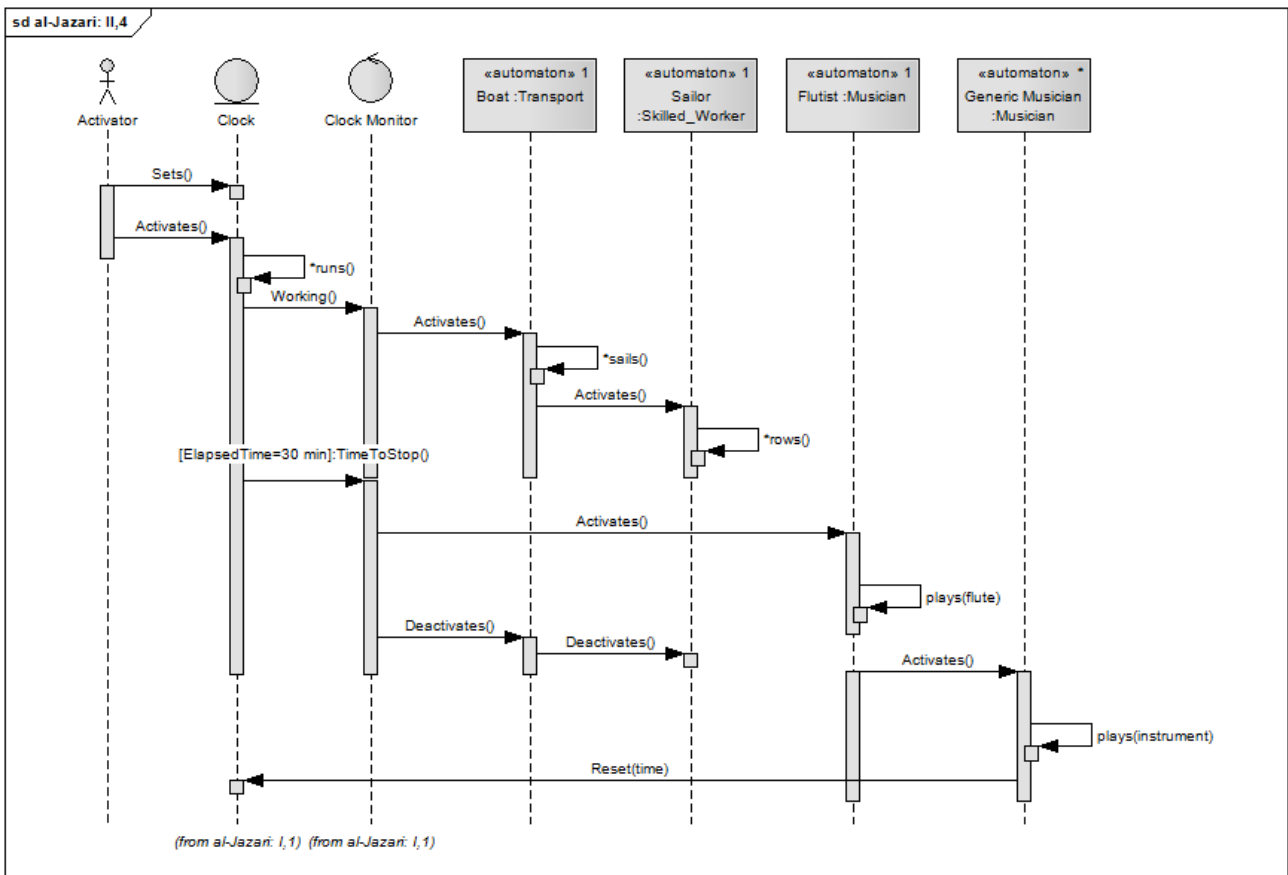 sd al-Jazari: II,4
Activator
Clock
Clock Monitor
«automaton» 1
Boat :Transport
«automaton» 1
Sailor
:Skilled_Worker
«automaton» 1
Flutist :Musician
«automaton» *
Generic Musician
:Musician
Sets()
Activates()
*runs()
Working()
Activates()
*sails()
Activates()
*rows()
[ElapsedTime=30 min]:TimeToStop()
Activates()
plays(flute)
Deactivates()
Deactivates()
Activates()
plays(instrument)
Reset(time)
(from al-Jazari: I,1)
(from al-Jazari: I,1)